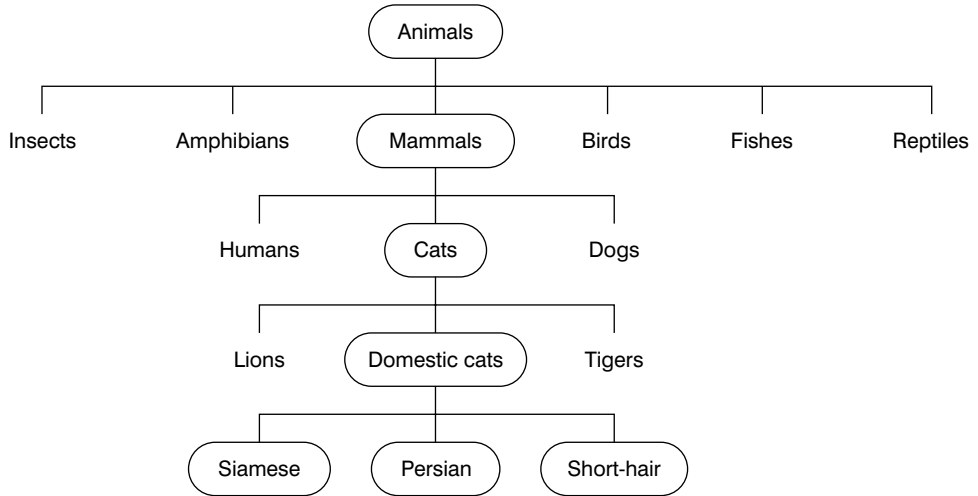 Animals
Insects Amphibians Mammals Birds Fishes Reptiles
Humans Cats Dogs
Lions Domestic cats Tigers
Siamese Persian Short-hair